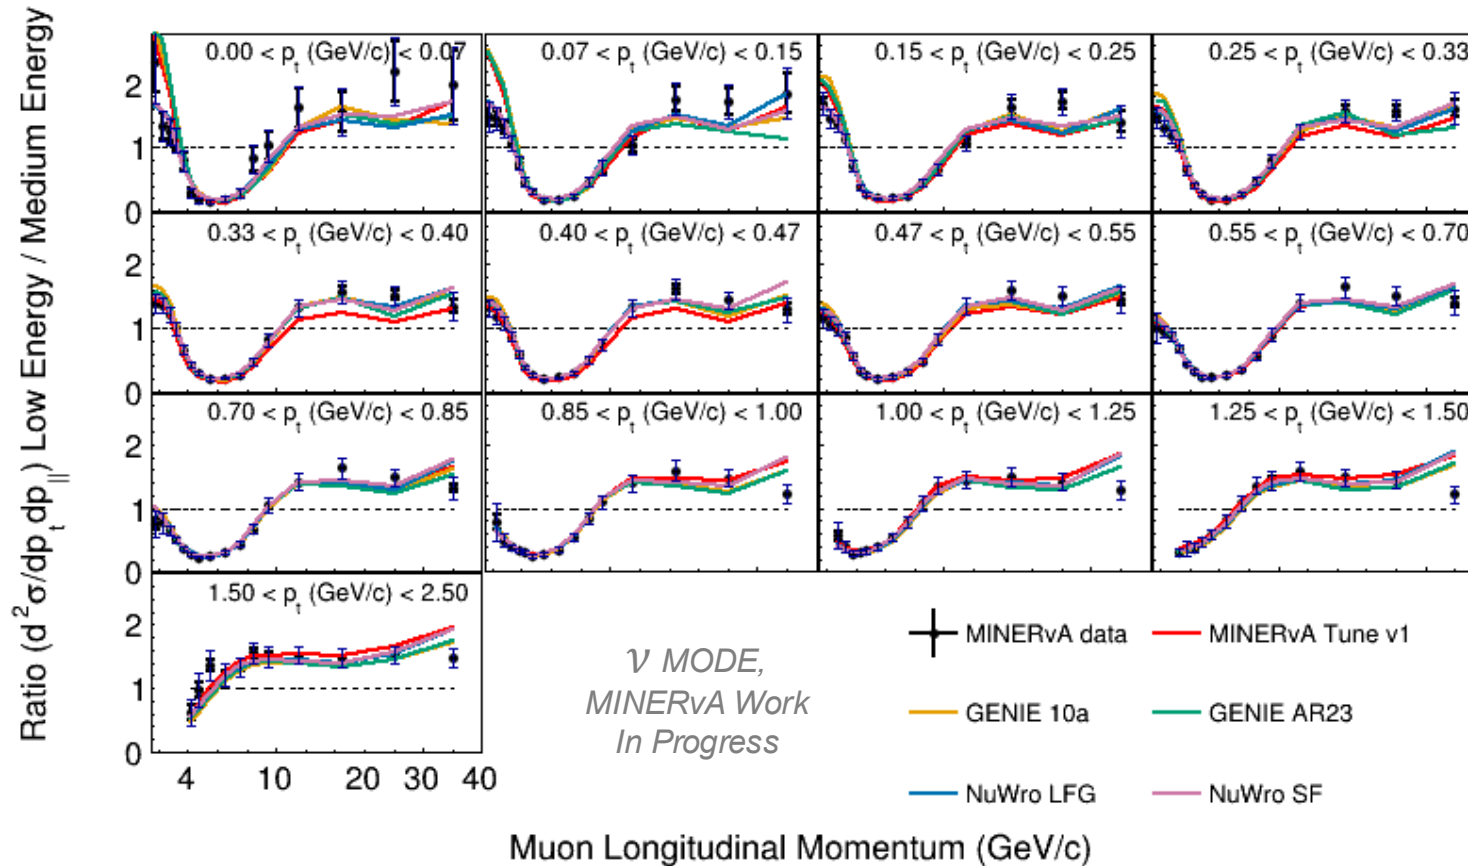 Ratio (d²σ/dp_t dp_||) Low Energy / Medium Energy
0.00 < p_t (GeV/c) < 0.07
0.07 < p_t (GeV/c) < 0.15
0.15 < p_t (GeV/c) < 0.25
0.25 < p_t (GeV/c) < 0.33
2
1
0
0.33 < p_t (GeV/c) < 0.40
0.40 < p_t (GeV/c) < 0.47
0.47 < p_t (GeV/c) < 0.55
0.55 < p_t (GeV/c) < 0.70
2
1
0
0.70 < p_t (GeV/c) < 0.85
0.85 < p_t (GeV/c) < 1.00
1.00 < p_t (GeV/c) < 1.25
1.25 < p_t (GeV/c) < 1.50
2
1
0
1.50 < p_t (GeV/c) < 2.50
2
1
0
4 10 20 30 40
ν MODE,
MINERvA Work
In Progress
MINERvA data
MINERvA Tune v1
GENIE 10a
GENIE AR23
NuWro LFG
NuWro SF
Muon Longitudinal Momentum (GeV/c)